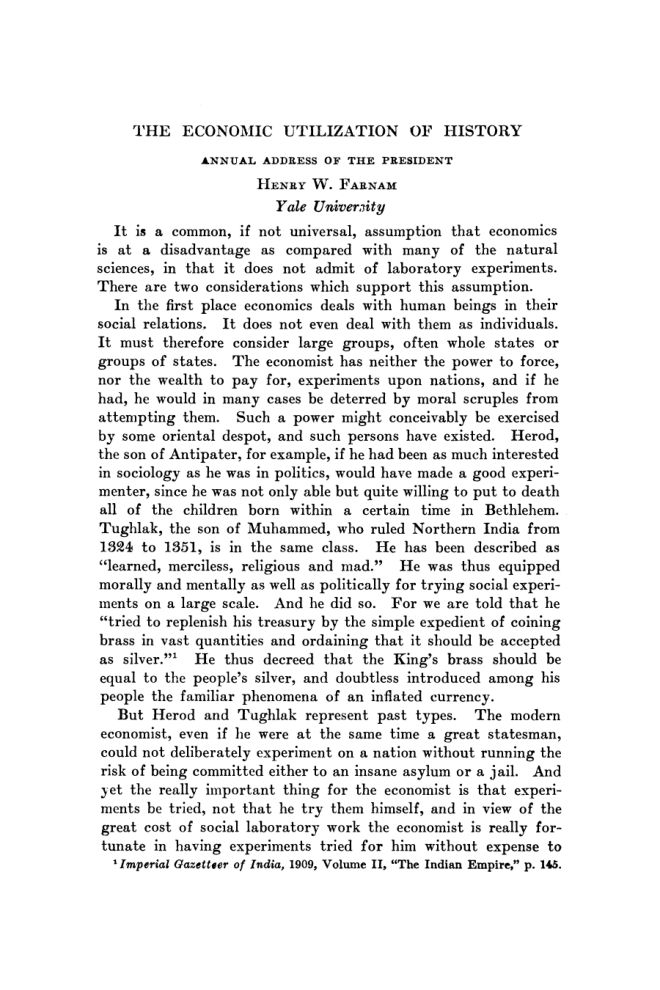 THE ECONOMIC UTILIZATION OF HISTORY
ANNUAL ADDRESS OF THE PRESIDENT
HENRY W. FARNAM
Yale University
It is a common, if not universal, assumption that economics
is at a disadvantage as compared with many of the natural
sciences, in that it does not admit of laboratory experiments.
There are two considerations which support this assumption.
In the first place economics deals with human beings in their
social relations. It does not even deal with them as individuals.
It must therefore consider large groups, often whole states or
groups of states. The economist has neither the power to force,
nor the wealth to pay for, experiments upon nations, and if he
had, he would in many cases be deterred by moral scruples from
attempting them. Such a power might conceivably be exercised
by some oriental despot, and such persons have existed. Herod,
the son of Antipater, for example, if he had been as much interested
in sociology as he was in politics, would have made a good experi-
menter, since he was not only able but quite willing to put to death
all of the children born within a certain time in Bethlehem.
Tughlak, the son of Muhammed, who ruled Northern India from
1324 to 1351, is in the same class. He has been described as
“learned, merciless, religious and mad.” He was thus equipped
morally and mentally as well as politically for trying social experi-
ments on a large scale. And he did so. For we are told that he
“tried to replenish his treasury by the simple expedient of coining
brass in vast quantities and ordaining that it should be accepted
as silver.”¹ He thus decreed that the King’s brass should be
equal to the people’s silver, and doubtless introduced among his
people the familiar phenomena of an inflated currency.
But Herod and Tughlak represent past types. The modern
economist, even if he were at the same time a great statesman,
could not deliberately experiment on a nation without running the
risk of being committed either to an insane asylum or a jail. And
yet the really important thing for the economist is that experi-
ments be tried, not that he try them himself, and in view of the
great cost of social laboratory work the economist is really for-
tunate in having experiments tried for him without expense to
¹ Imperial Gazetteer of India, 1909, Volume II, “The Indian Empire,” p. 145.